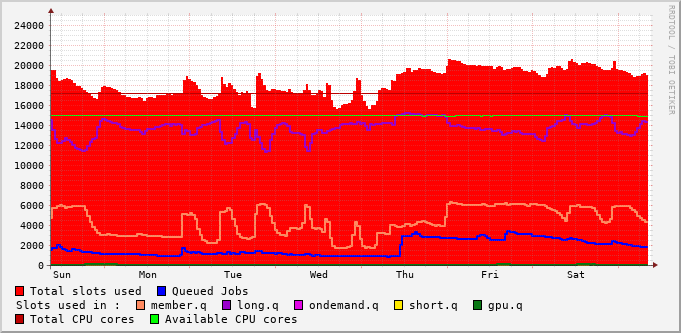 24000
22000
20000
18000
16000
14000
12000
10000
8000
6000
4000
2000
0
Sun Mon Tue Wed Thu Fri Sat
RRDTOOL / TOBI OETIKER
Total slots used Queued Jobs
Slots used in : member.q long.q ondemand.q short.q gpu.q
Total CPU cores Available CPU cores